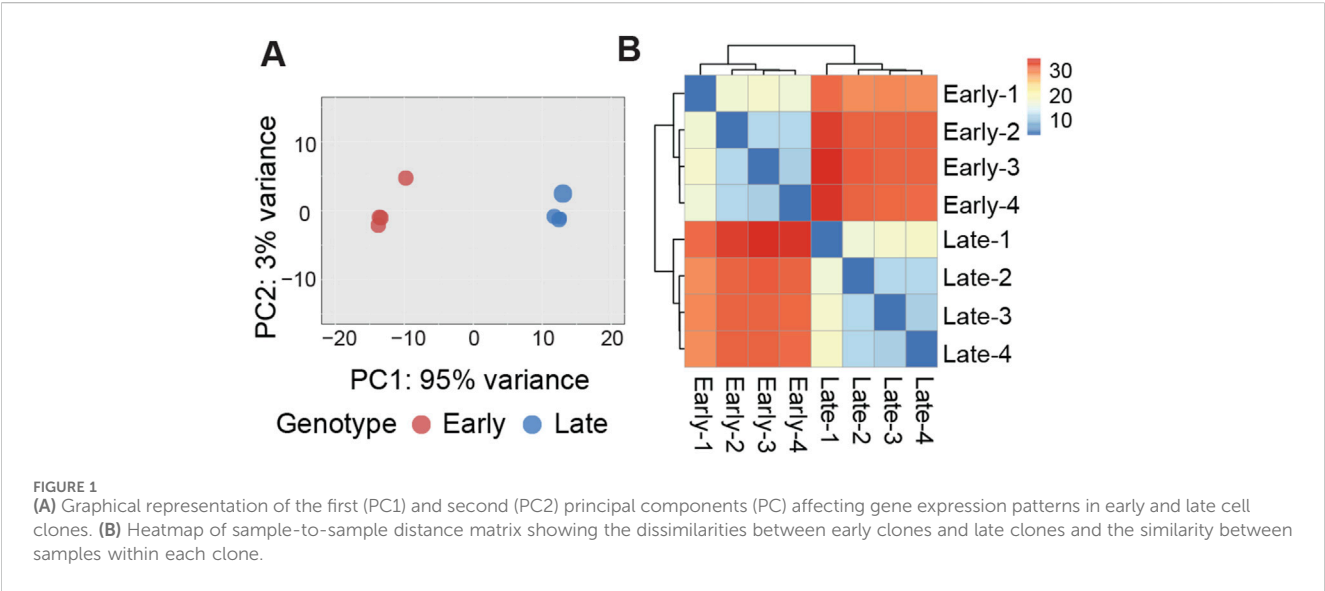 A
PC2: 3% variance
10
0
−10
−20 −10 0 10 20
PC1: 95% variance
Genotype Early Late
B
30
20
10
Early-1
Early-2
Early-3
Early-4
Late-1
Late-2
Late-3
Late-4
Early-1
Early-2
Early-3
Early-4
Late-1
Late-2
Late-3
Late-4
FIGURE 1
(A) Graphical representation of the first (PC1) and second (PC2) principal components (PC) affecting gene expression patterns in early and late cell
clones. (B) Heatmap of sample-to-sample distance matrix showing the dissimilarities between early clones and late clones and the similarity between
samples within each clone.